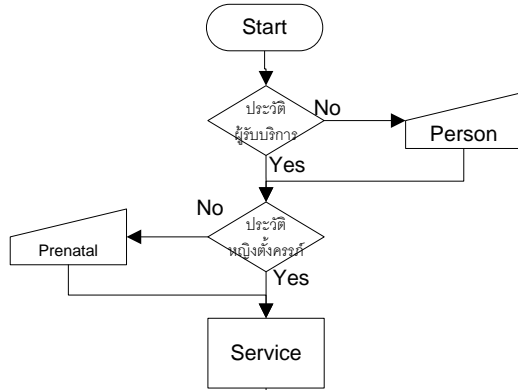 Start
ประวัติ
ผู้รับบริการ
No
Person
Yes
No
ประวัติ
หญิงตั้งครรภ์
Prenatal
Yes
Service